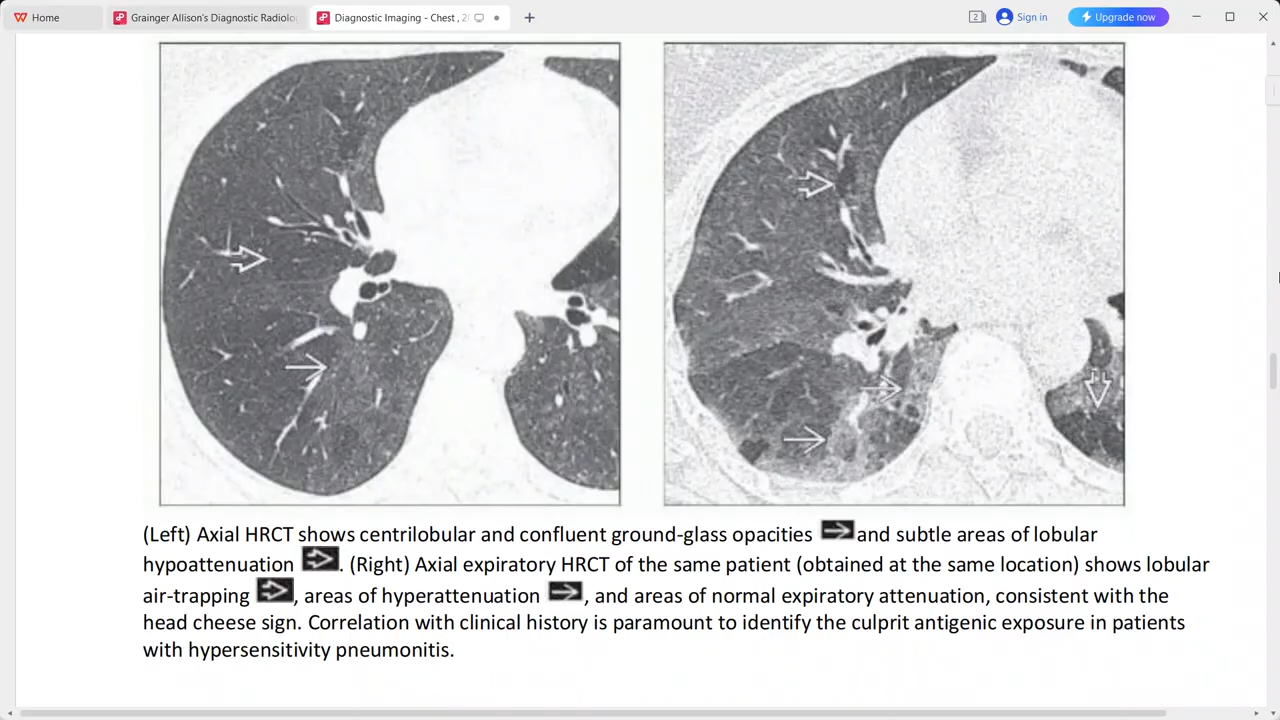 Home
Grainger Allison's Diagnostic Radiolo
Diagnostic Imaging - Chest , 2
2
Sign in
Upgrade now
(Left) Axial HRCT shows centrilobular and confluent ground-glass opacities and subtle areas of lobular
hypoattenuation . (Right) Axial expiratory HRCT of the same patient (obtained at the same location) shows lobular
air-trapping , areas of hyperattenuation , and areas of normal expiratory attenuation, consistent with the
head cheese sign. Correlation with clinical history is paramount to identify the culprit antigenic exposure in patients
with hypersensitivity pneumonitis.